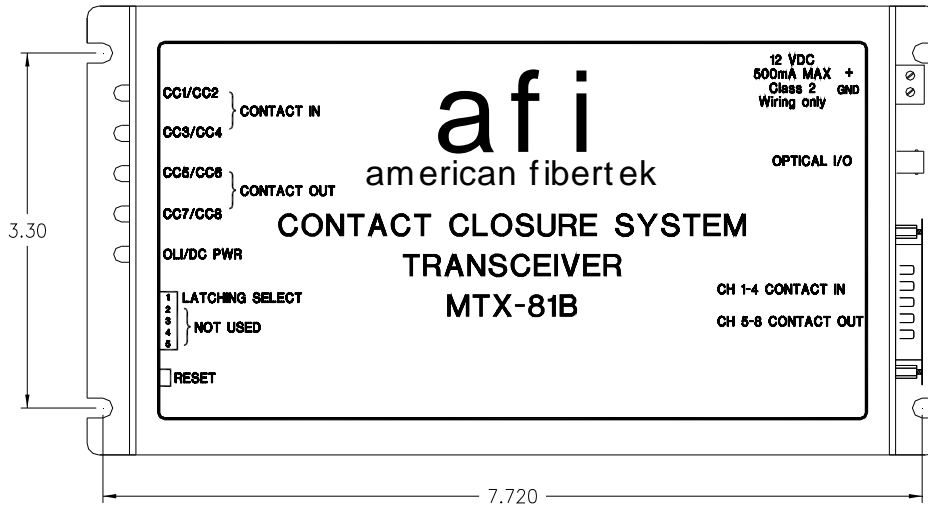 3.30
CC1/CC2
CONTACT IN
CC3/CC4
CC5/CC6
CONTACT OUT
CC7/CC8
OLI/DC PWR
1 LATCHING SELECT
2
3 NOT USED
4
5
RESET
afi
american fibertek
CONTACT CLOSURE SYSTEM
TRANSCEIVER
MTX-81B
12 VDC
500mA MAX +
Class 2 GND
Wiring only
OPTICAL I/O
CH 1-4 CONTACT IN
CH 5-8 CONTACT OUT
7.720